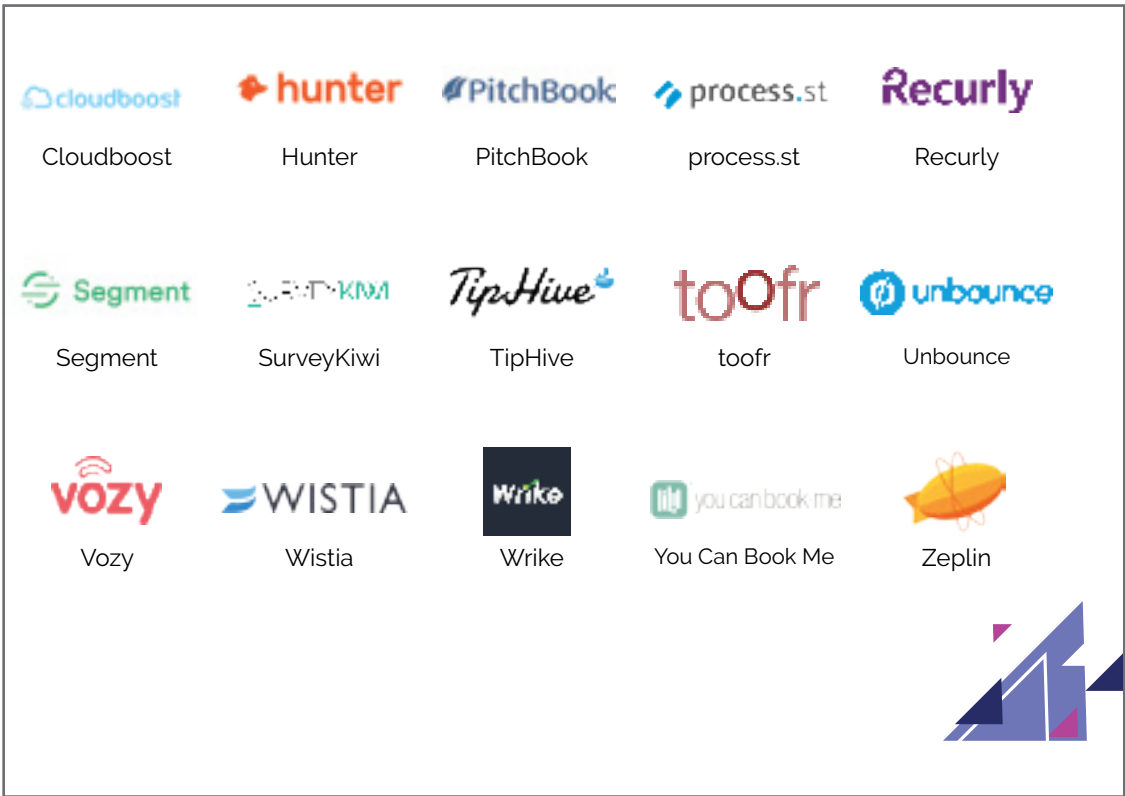 cloudboost hunter PitchBook process.st Recurly
Cloudboost Hunter PitchBook process.st Recurly
Segment SURVEYKIWI TipHive toofr unbounce
Segment SurveyKiwi TipHive toofr Unbounce
vozy WISTIA Wrike you can book me
Vozy Wistia Wrike You Can Book Me Zeplin